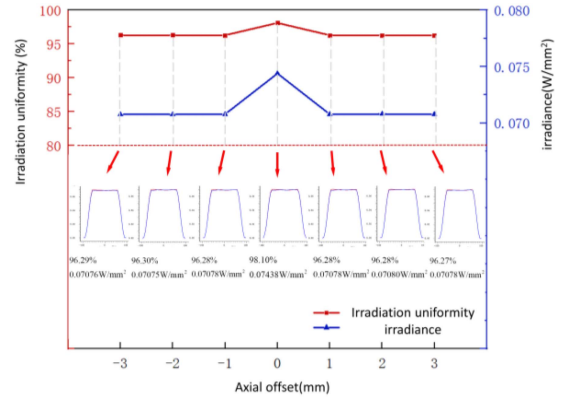 100
95
90
85
80
Irradiation uniformity (%)
0.080
0.075
0.070
irradiance(W/mm²)
96.29%
0.07076W/mm²
96.30%
0.07075W/mm²
96.28%
0.07078W/mm²
98.10%
0.07438W/mm²
96.28%
0.07078W/mm²
96.28%
0.07080W/mm²
96.27%
0.07078W/mm²
Irradiation uniformity
irradiance
-3 -2 -1 0 1 2 3
Axial offset(mm)